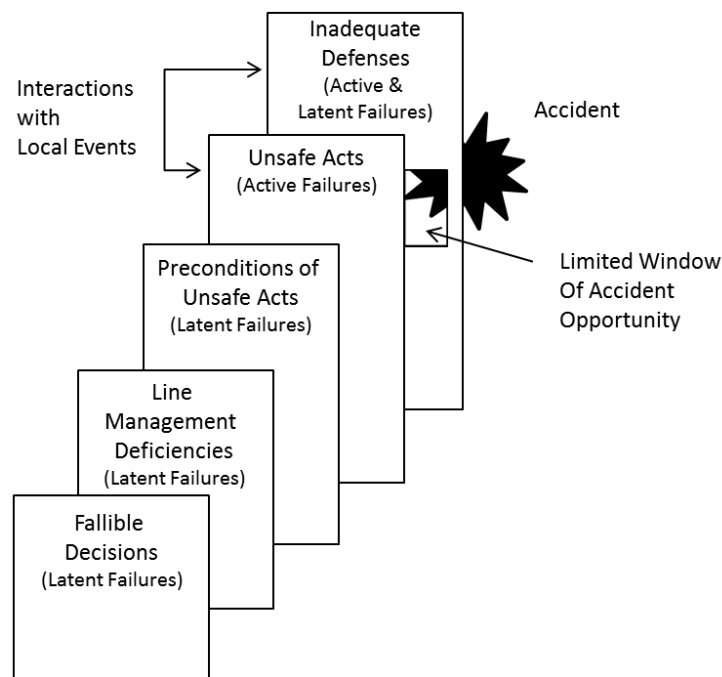 Inadequate
Defenses
(Active &
Latent Failures)
Interactions
with
Local Events
Accident
Unsafe Acts
(Active Failures)
Preconditions of
Unsafe Acts
(Latent Failures)
Limited Window
Of Accident
Opportunity
Line
Management
Deficiencies
(Latent Failures)
Fallible
Decisions
(Latent Failures)